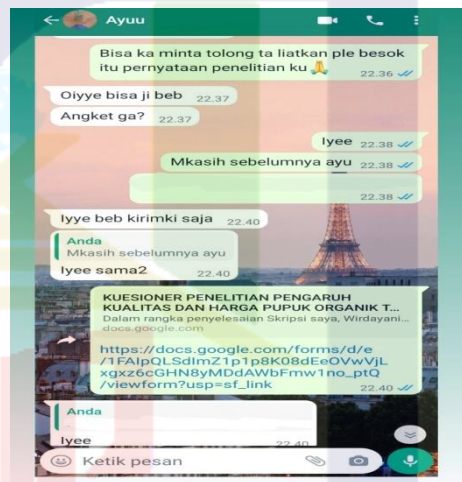 Ayuu
Bisa ka minta tolong ta liatkan ple besok
itu pernyataan penelitian ku🙏
22.36
Oiyye bisa ji beb 22.37
Angket ga? 22.37
Iyee 22.38
Mkasih sebelumnya ayu 22.38
22.38
Iyye beb kirimki saja 22.40
Anda
Mkasih sebelumnya ayu
Iyee sama2 22.40
KUESIONER PENELITIAN PENGARUH
KUALITAS DAN HARGA PUPUK ORGANIK T...
Dalam rangka penyelesaian Skripsi saya, Wirdayani...
docs.google.com
https://docs.google.com/forms/d/e
/1FAIpQLSdImZ1p1p8K08dEeOVwVjL
xgxz6cGHN8yMDdAWbFmw1no_ptQ
/viewform?usp=sf_link
22.40
Anda
Iyee 22.40
Ketik pesan